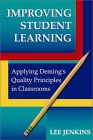 IMPROVING
STUDENT
LEARNING
Applying Deming's
Quality Principles
in Classrooms
LEE JENKINS